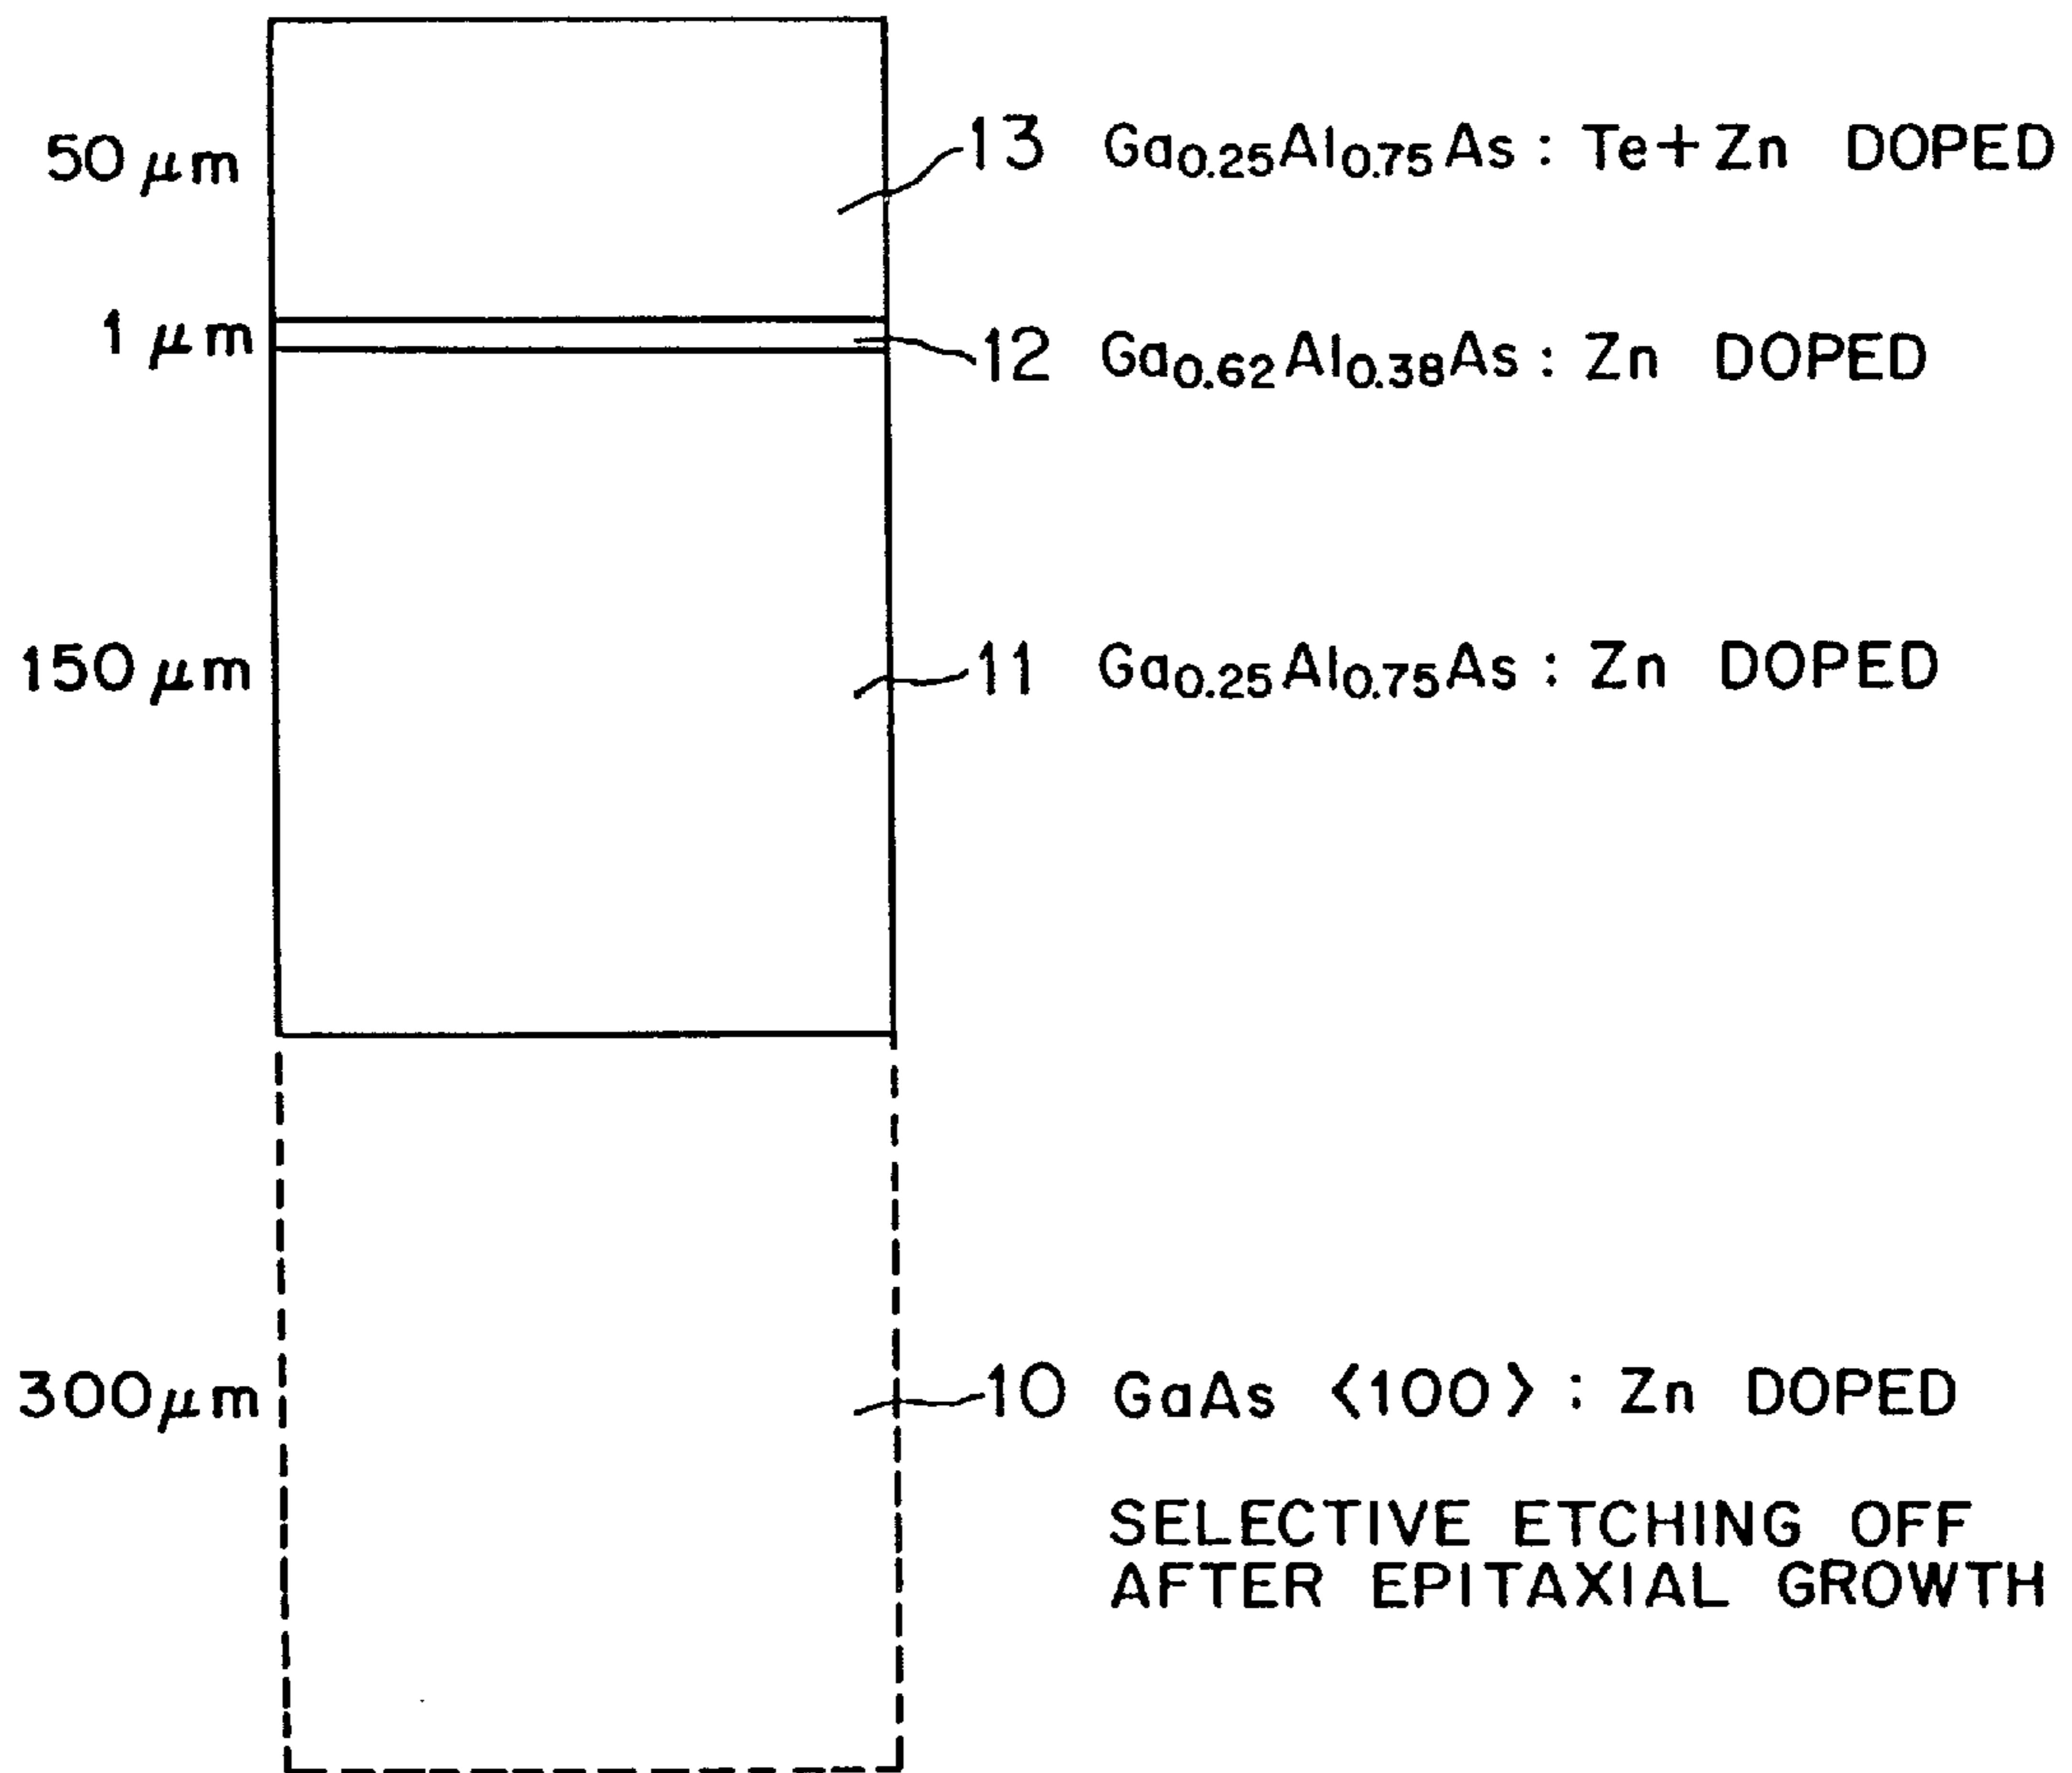 50 μm 13 Ga0.25Al0.75As : Te+Zn DOPED
1 μm 12 Ga0.62Al0.38As : Zn DOPED
150 μm 11 Ga0.25Al0.75As : Zn DOPED
300μm 10 GaAs 〈100〉 : Zn DOPED
SELECTIVE ETCHING OFF
AFTER EPITAXIAL GROWTH